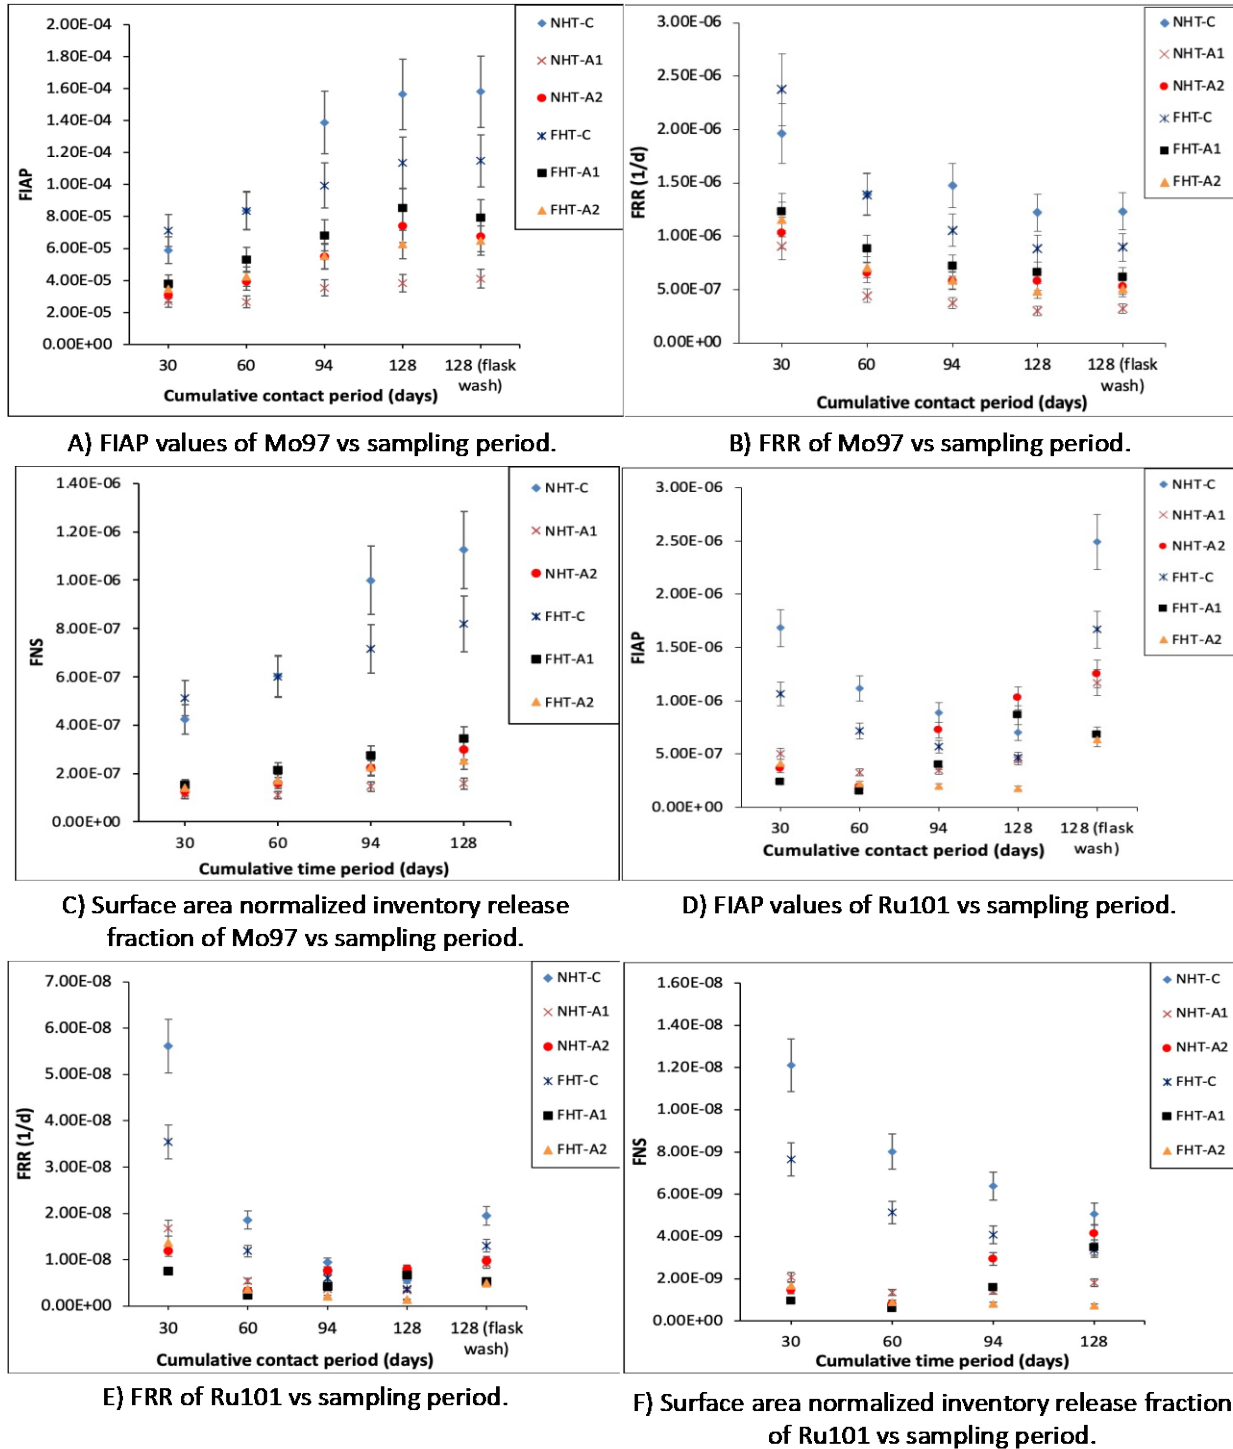 2.00E-04
1.80E-04
1.60E-04
1.40E-04
1.20E-04
1.00E-04
8.00E-05
6.00E-05
4.00E-05
2.00E-05
0.00E+00
FIAP
30 60 94 128 128 (flask
wash)
Cumulative contact period (days)
NHT-C
NHT-A1
NHT-A2
FHT-C
FHT-A1
FHT-A2
A) FIAP values of Mo97 vs sampling period.
3.00E-06
2.50E-06
2.00E-06
1.50E-06
1.00E-06
5.00E-07
0.00E+00
FRR (1/d)
30 60 94 128 128 (flask
wash)
Cumulative contact period (days)
NHT-C
NHT-A1
NHT-A2
FHT-C
FHT-A1
FHT-A2
B) FRR of Mo97 vs sampling period.
1.40E-06
1.20E-06
1.00E-06
8.00E-07
6.00E-07
4.00E-07
2.00E-07
0.00E+00
FNS
30 60 94 128
Cumulative time period (days)
NHT-C
NHT-A1
NHT-A2
FHT-C
FHT-A1
FHT-A2
C) Surface area normalized inventory release
fraction of Mo97 vs sampling period.
3.00E-06
2.50E-06
2.00E-06
1.50E-06
1.00E-06
5.00E-07
0.00E+00
FIAP
30 60 94 128 128 (flask
wash)
Cumulative contact period (days)
NHT-C
NHT-A1
NHT-A2
FHT-C
FHT-A1
FHT-A2
D) FIAP values of Ru101 vs sampling period.
7.00E-08
6.00E-08
5.00E-08
4.00E-08
3.00E-08
2.00E-08
1.00E-08
0.00E+00
FRR (1/d)
30 60 94 128 128 (flask
wash)
Cumulative contact period (days)
NHT-C
NHT-A1
NHT-A2
FHT-C
FHT-A1
FHT-A2
E) FRR of Ru101 vs sampling period.
1.60E-08
1.40E-08
1.20E-08
1.00E-08
8.00E-09
6.00E-09
4.00E-09
2.00E-09
0.00E+00
FNS
30 60 94 128
Cumulative time period (days)
NHT-C
NHT-A1
NHT-A2
FHT-C
FHT-A1
FHT-A2
F) Surface area normalized inventory release fraction
of Ru101 vs sampling period.